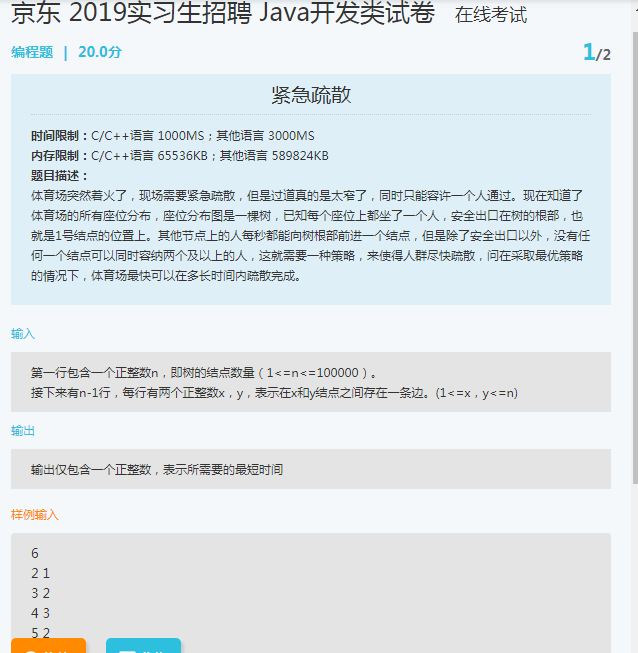 京东 2019实习生招聘 Java开发类试卷 在线考试
编程题 | 20.0分
1/2
紧急疏散
时间限制：C/C++语言 1000MS；其他语言 3000MS
内存限制：C/C++语言 65536KB；其他语言 589824KB
题目描述：
体育场突然着火了，现场需要紧急疏散，但是过道真的是太窄了，同时只能容许一个人通过。现在知道了
体育场的所有座位分布，座位分布图是一棵树，已知每个座位上都坐了一个人，安全出口在树的根部，也
就是1号结点的位置上。其他节点上的人每秒都能向树根部前进一个结点，但是除了安全出口以外，没有任
何一个结点可以同时容纳两个及以上的人，这就需要一种策略，来使得人群尽快疏散，问在采取最优策略
的情况下，体育场最快可以在多长时间内疏散完成。
输入
第一行包含一个正整数n，即树的结点数量（1<=n<=100000）。
接下来有n-1行，每行有两个正整数x，y，表示在x和y结点之间存在一条边。(1<=x，y<=n)
输出
输出仅包含一个正整数，表示所需要的最短时间
样例输入
6
2 1
3 2
4 3
5 2